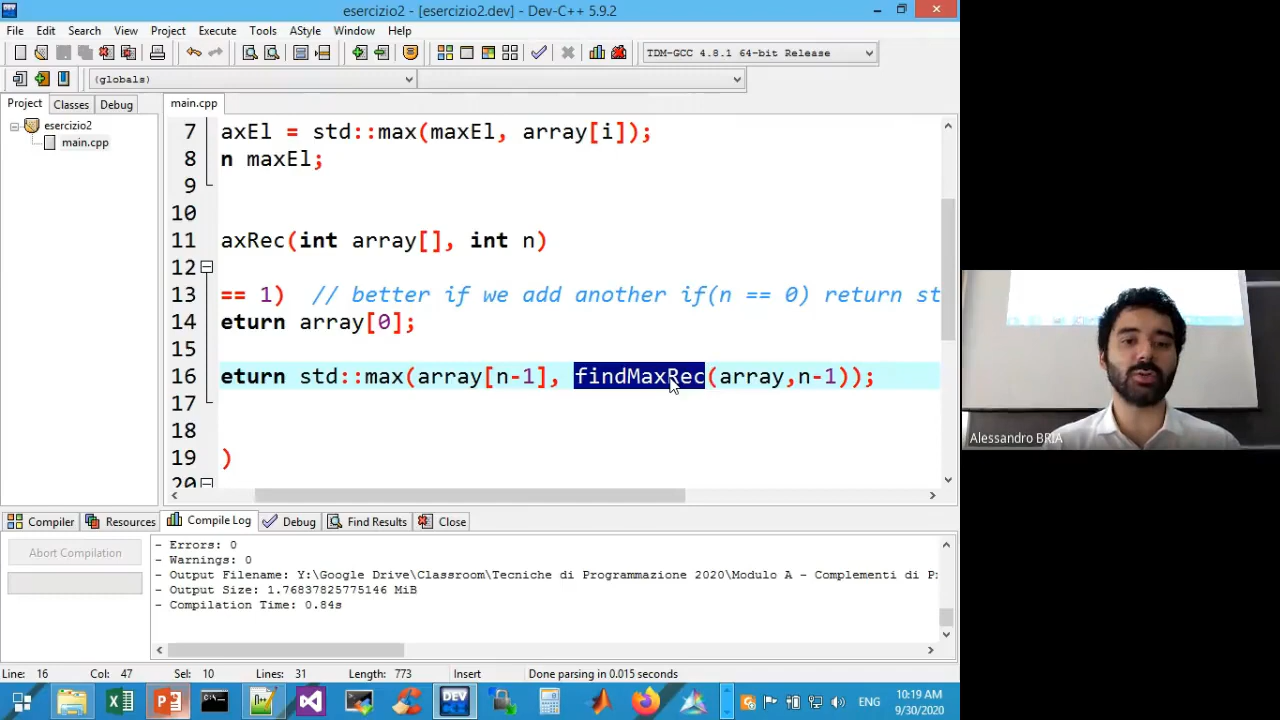 esercizio2 - [esercizio2.dev] - Dev-C++ 5.9.2
File Edit Search View Project Execute Tools AStyle Window Help
TDM-GCC 4.8.1 64-bit Release
(globals)
Project Classes Debug
main.cpp
esercizio2
main.cpp
7 axEl = std::max(maxEl, array[i]);
8 n maxEl;
9
10
11 axRec(int array[], int n)
12
13 == 1) // better if we add another if(n == 0) return st
14 eturn array[0];
15
16 eturn std::max(array[n-1], findMaxRec(array,n-1));
17
18
19 )
20
Alessandro BRIA
Compiler Resources Compile Log Debug Find Results Close
Abort Compilation
- Errors: 0
- Warnings: 0
- Output Filename: Y:\Google Drive\Classroom\Tecniche di Programmazione 2020\Modulo A - Complementi di P
- Output Size: 1.76837825775146 MiB
- Compilation Time: 0.84s
Line: 16 Col: 47 Sel: 10 Lines: 31 Length: 773 Insert Done parsing in 0.015 seconds
DEV
ENG
10:19 AM
9/30/2020